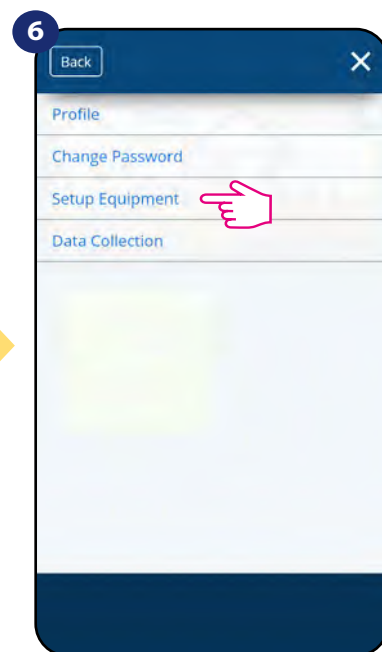 6
Back
Profile
Change Password
Setup Equipment
Data Collection